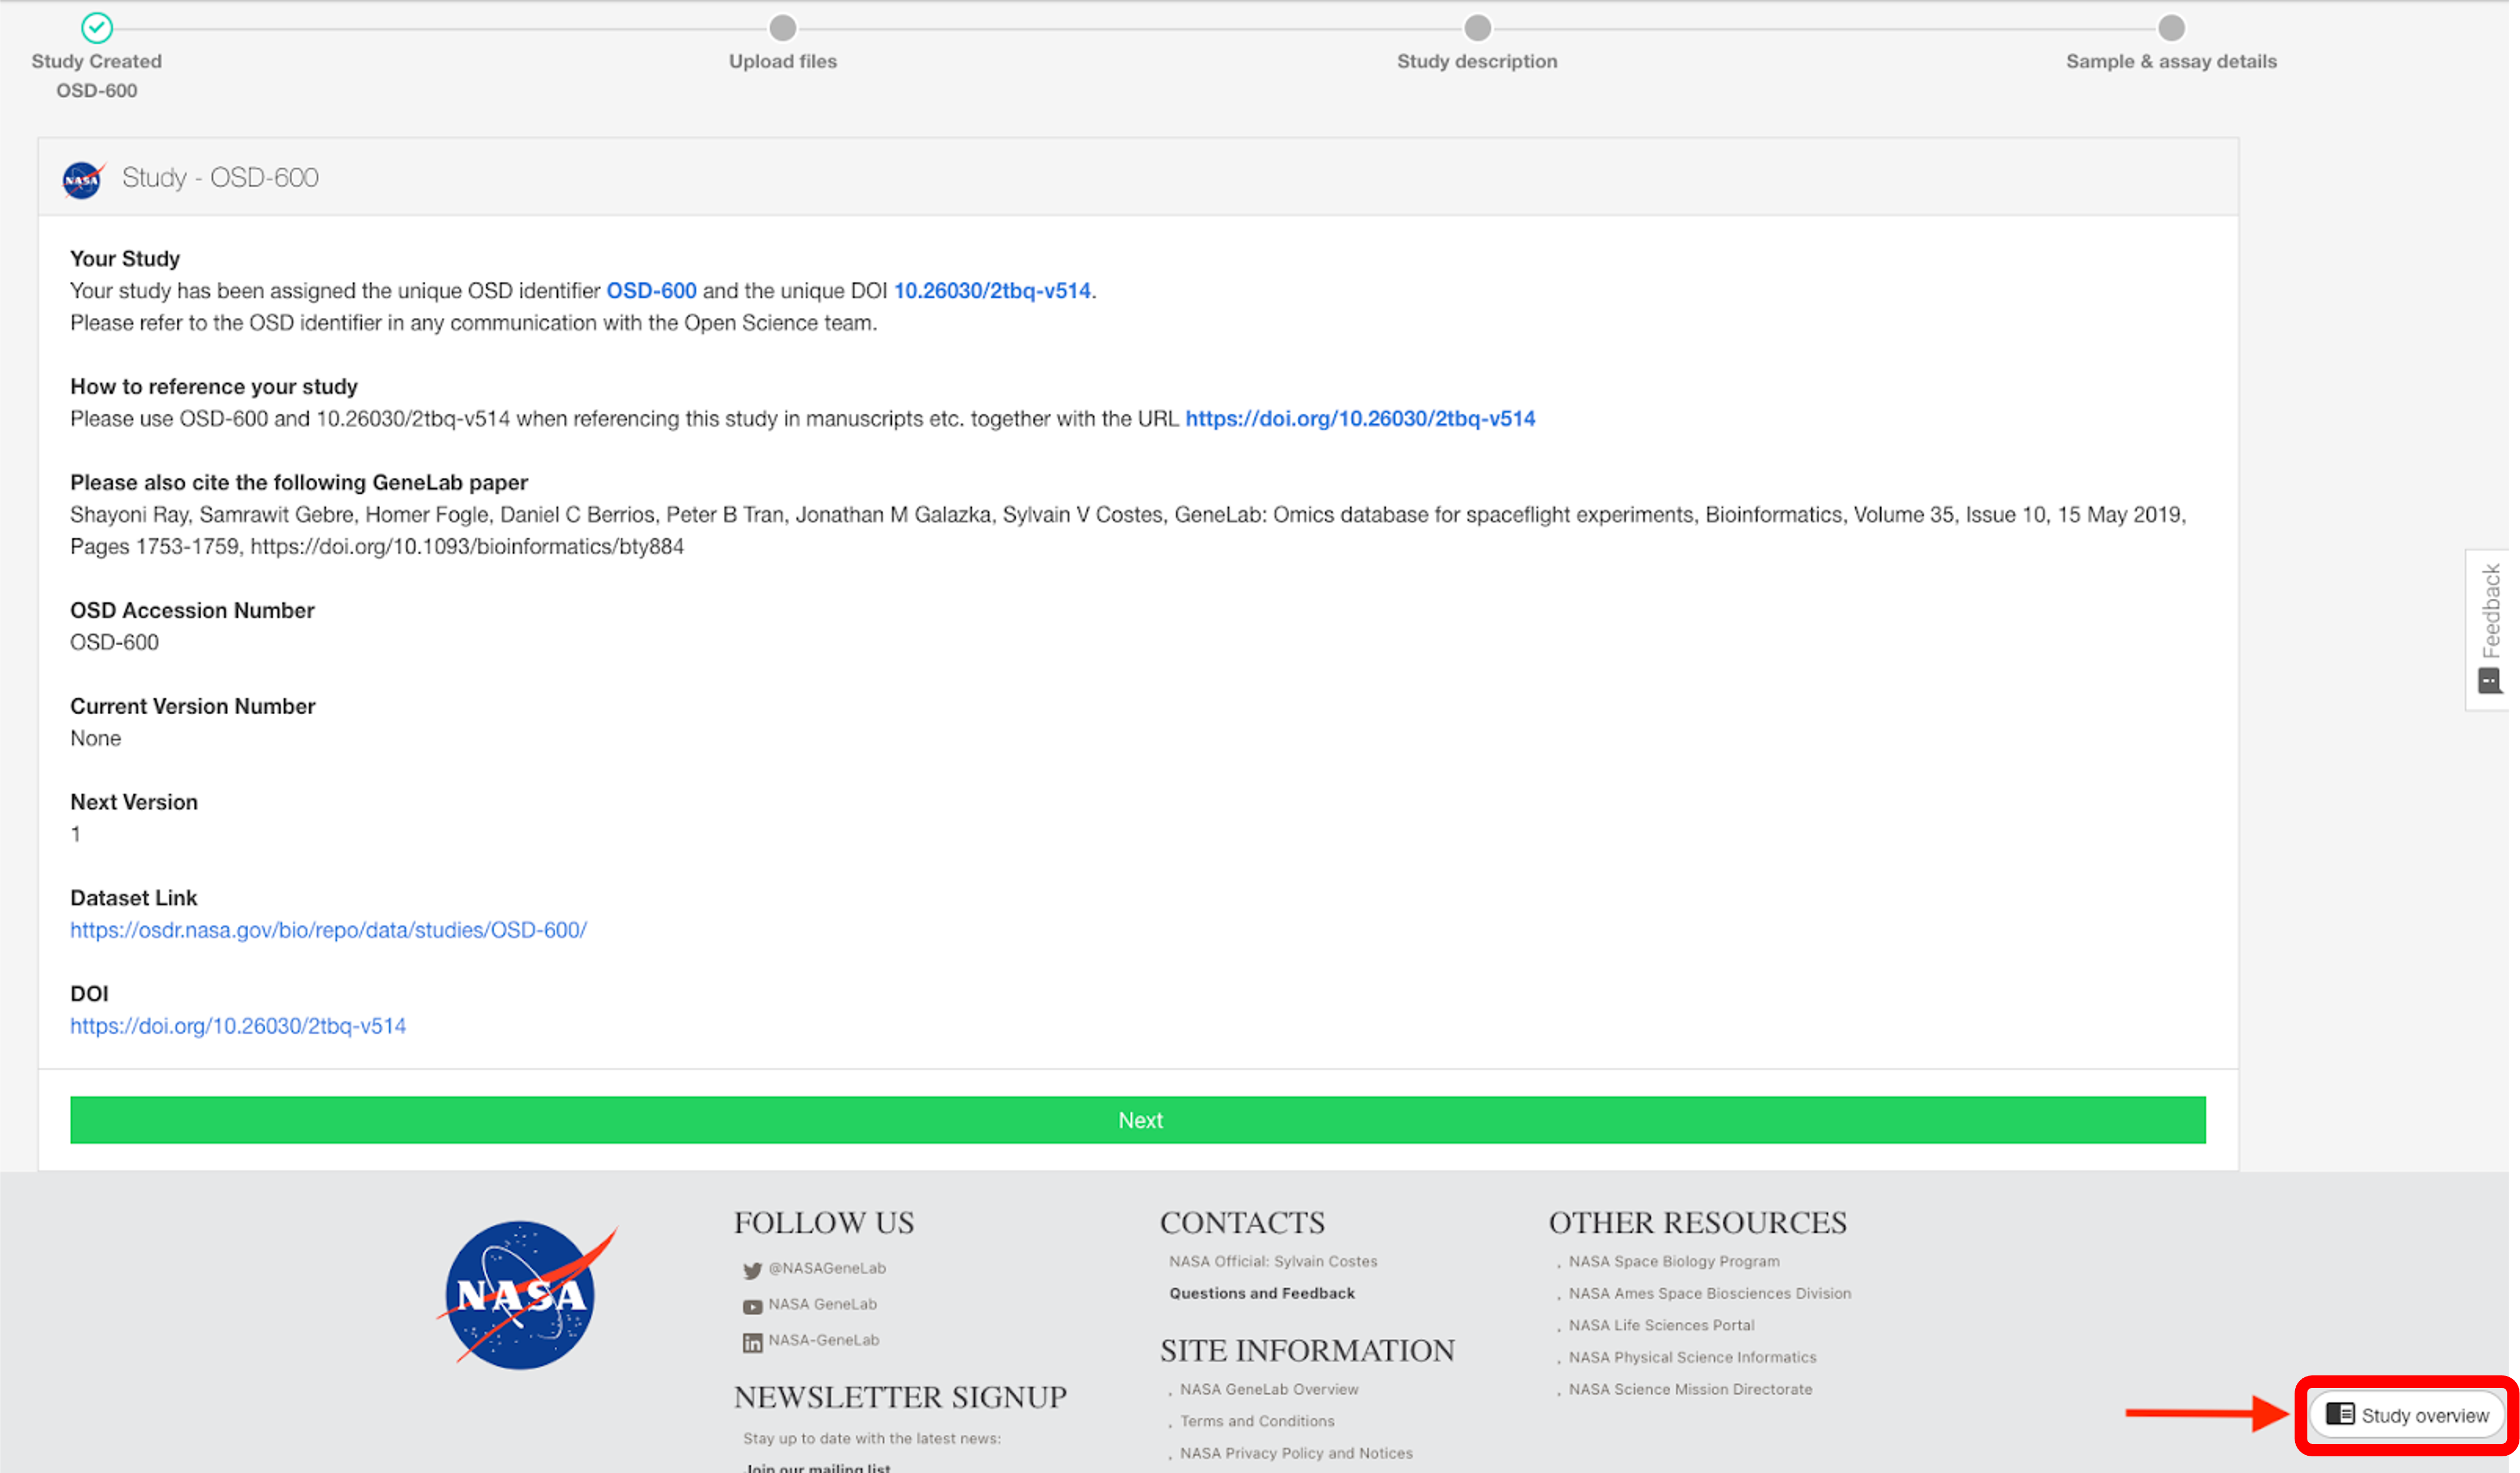 Study Created
OSD-600
Upload files
Study description
Sample & assay details
NASA
Study - OSD-600
Your Study
Your study has been assigned the unique OSD identifier OSD-600 and the unique DOI 10.26030/2tbq-v514.
Please refer to the OSD identifier in any communication with the Open Science team.
How to reference your study
Please use OSD-600 and 10.26030/2tbq-v514 when referencing this study in manuscripts etc. together with the URL https://doi.org/10.26030/2tbq-v514
Please also cite the following GeneLab paper
Shayoni Ray, Samrawit Gebre, Homer Fogle, Daniel C Berrios, Peter B Tran, Jonathan M Galazka, Sylvain V Costes, GeneLab: Omics database for spaceflight experiments, Bioinformatics, Volume 35, Issue 10, 15 May 2019,
Pages 1753-1759, https://doi.org/10.1093/bioinformatics/bty884
OSD Accession Number
OSD-600
Current Version Number
None
Next Version
1
Dataset Link
https://osdr.nasa.gov/bio/repo/data/studies/OSD-600/
DOI
https://doi.org/10.26030/2tbq-v514
Next
Feedback
NASA
FOLLOW US
@NASAGeneLab
NASA GeneLab
NASA-GeneLab
NEWSLETTER SIGNUP
Stay up to date with the latest news:
Join our mailing list
CONTACTS
NASA Official: Sylvain Costes
Questions and Feedback
SITE INFORMATION
NASA GeneLab Overview
Terms and Conditions
NASA Privacy Policy and Notices
OTHER RESOURCES
NASA Space Biology Program
NASA Ames Space Biosciences Division
NASA Life Sciences Portal
NASA Physical Science Informatics
NASA Science Mission Directorate
Study overview